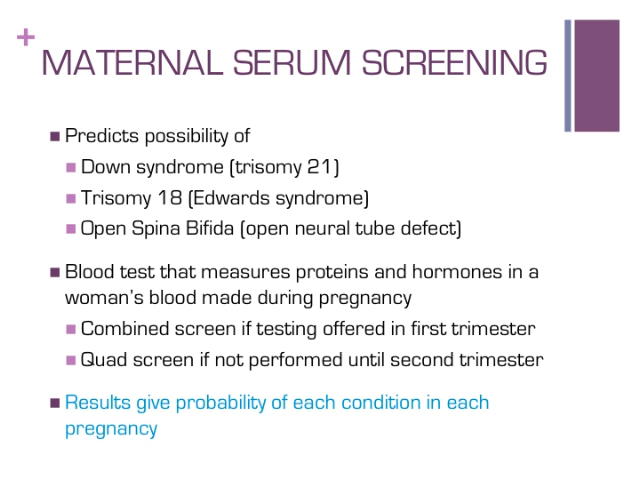 +
MATERNAL SERUM SCREENING
Predicts possibility of
Down syndrome (trisomy 21)
Trisomy 18 (Edwards syndrome)
Open Spina Bifida (open neural tube defect)
Blood test that measures proteins and hormones in a
woman's blood made during pregnancy
Combined screen if testing offered in first trimester
Quad screen if not performed until second trimester
Results give probability of each condition in each
pregnancy